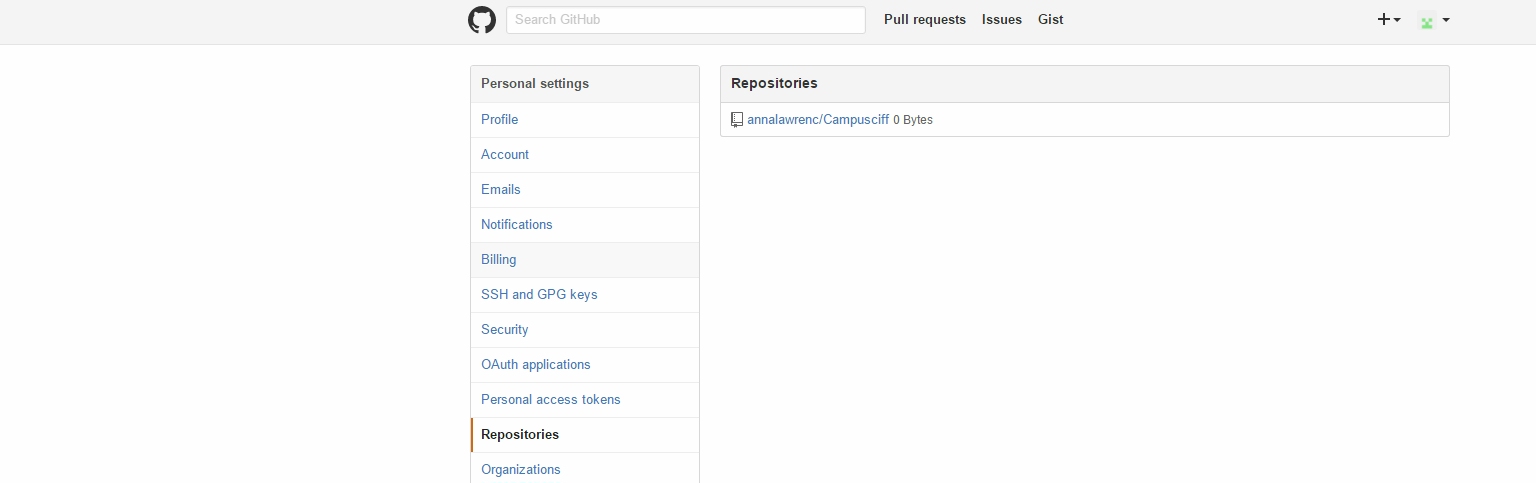 Search GitHub Pull requests Issues Gist
Personal settings
Profile
Account
Emails
Notifications
Billing
SSH and GPG keys
Security
OAuth applications
Personal access tokens
Repositories
Organizations
Repositories
annalawrenc/Campusciff 0 Bytes